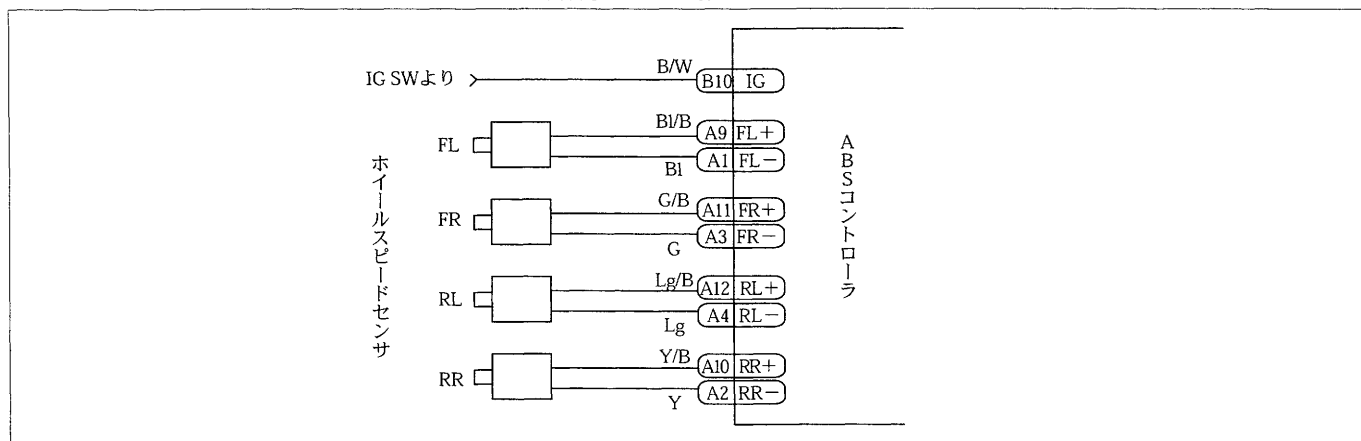 IG SWより
B/W
B10 IG
ホイールスピードセンサ
FL
Bl/B
A9 FL+
A1 FL−
Bl
FR
G/B
A11 FR+
A3 FR−
G
RL
Lg/B
A12 RL+
A4 RL−
Lg
RR
Y/B
A10 RR+
A2 RR−
Y
ABSコントローラ